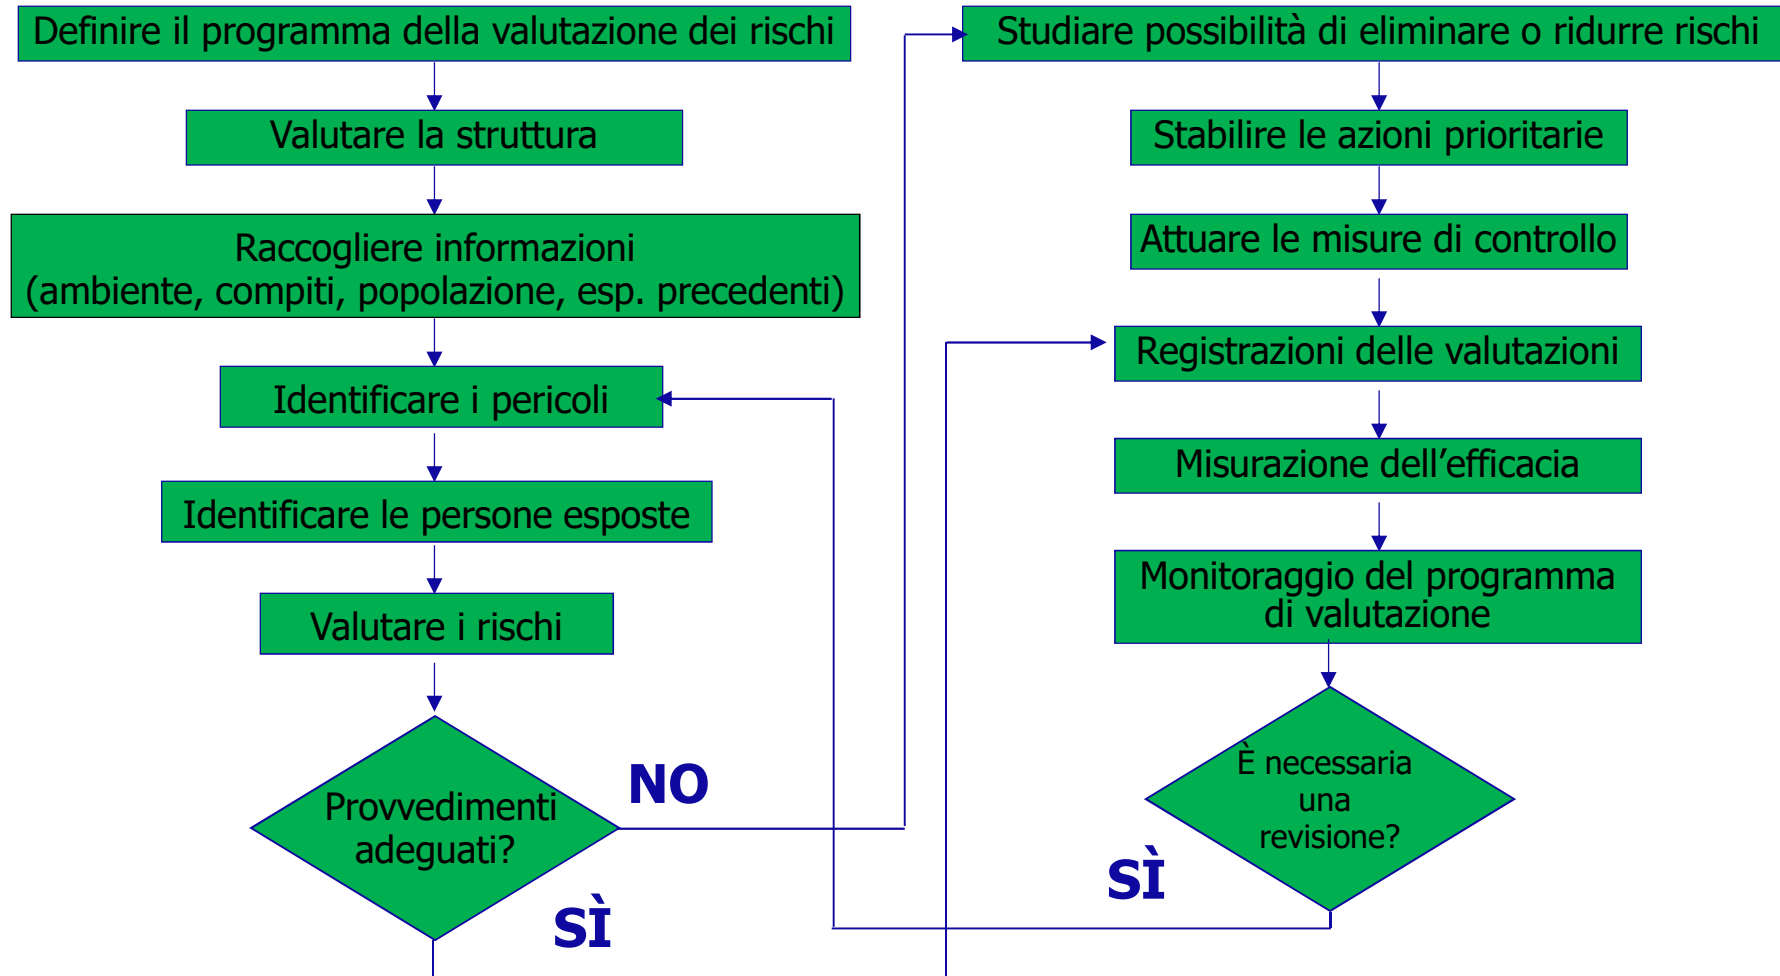 Definire il programma della valutazione dei rischi
Valutare la struttura
Raccogliere informazioni
(ambiente, compiti, popolazione, esp. precedenti)
Identificare i pericoli
Identificare le persone esposte
Valutare i rischi
Provvedimenti
adeguati?
NO
SÌ
Studiare possibilità di eliminare o ridurre rischi
Stabilire le azioni prioritarie
Attuare le misure di controllo
Registrazioni delle valutazioni
Misurazione dell’efficacia
Monitoraggio del programma
di valutazione
È necessaria
una
revisione?
SÌ